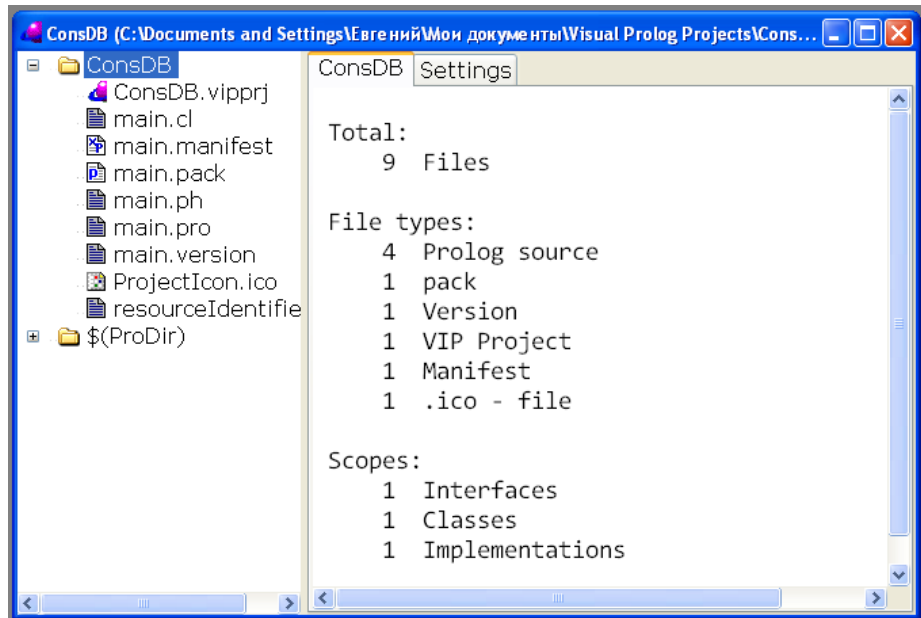 ConsDB (C:\Documents and Settings\Евгений\Мои документы\Visual Prolog Projects\Cons...
ConsDB
ConsDB.vipprj
main.cl
main.manifest
main.pack
main.ph
main.pro
main.version
ProjectIcon.ico
resourceIdentifie
$(ProDir)
ConsDB Settings
Total:
9 Files
File types:
4 Prolog source
1 pack
1 Version
1 VIP Project
1 Manifest
1 .ico - file
Scopes:
1 Interfaces
1 Classes
1 Implementations